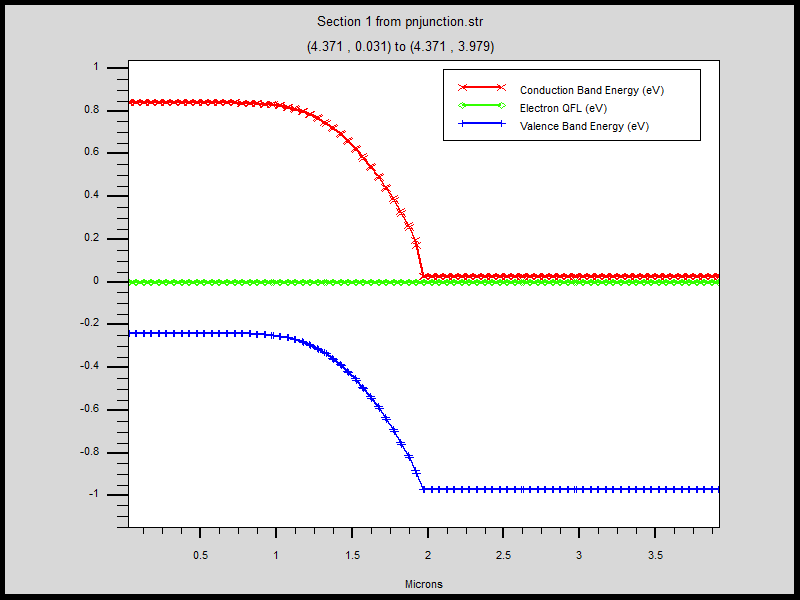 Section 1 from pnjunction.str
(4.371 , 0.031) to (4.371 , 3.979)
Conduction Band Energy (eV)
Electron QFL (eV)
Valence Band Energy (eV)
1
0.8
0.6
0.4
0.2
0
-0.2
-0.4
-0.6
-0.8
-1
0.5 1 1.5 2 2.5 3 3.5
Microns